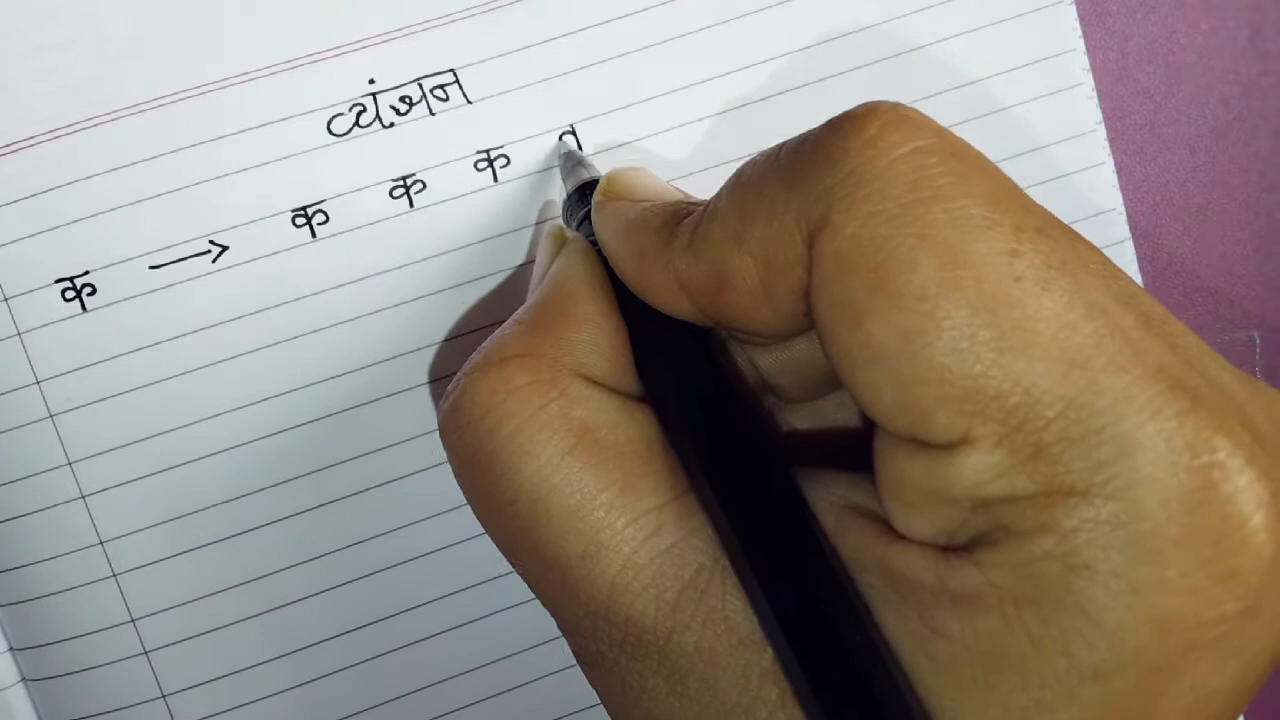 व्यंजन
क → क क क